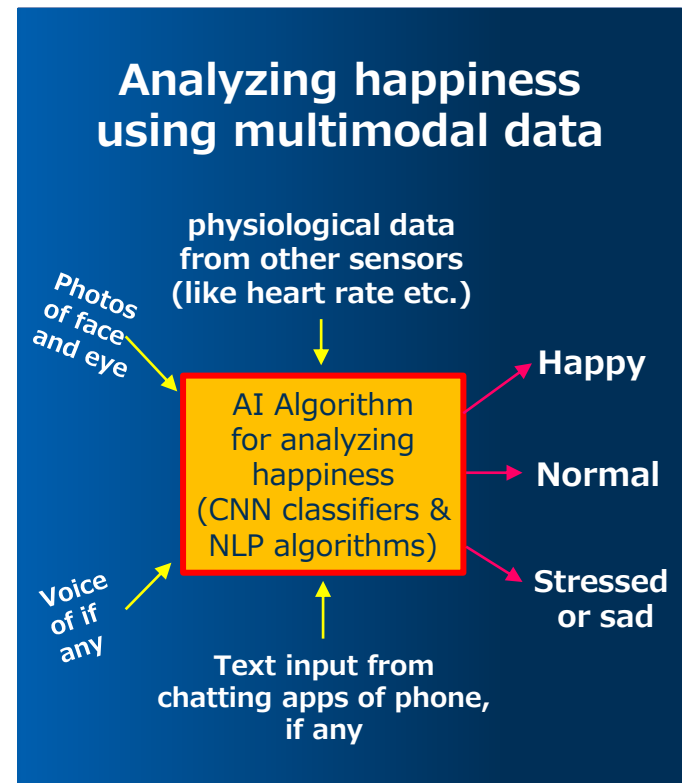 Analyzing happiness
using multimodal data
physiological data
from other sensors
(like heart rate etc.)
Photos
of face
and eye
Happy
AI Algorithm
for analyzing
happiness
(CNN classifiers &
NLP algorithms)
Normal
Voice
of if
any
Stressed
or sad
Text input from
chatting apps of phone,
if any